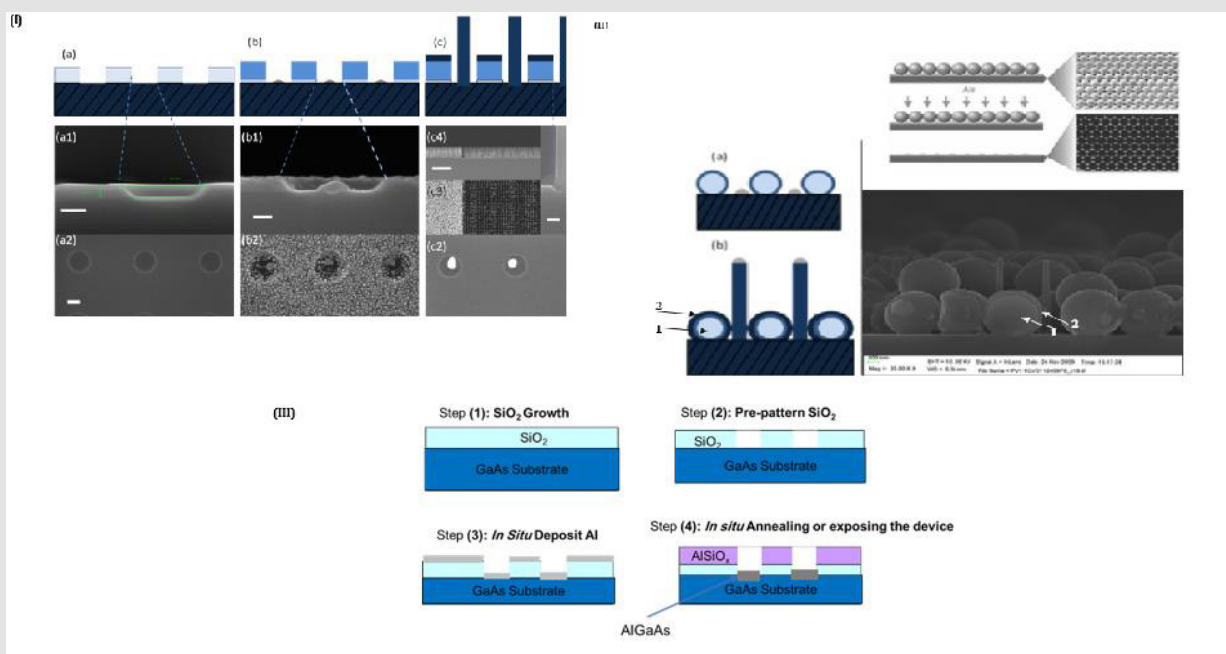 (I)
(a)
(b)
(c)
(a1)
(b1)
(c4)
(c3)
(a2)
(b2)
(c2)
(II)
(a)
(b)
2
1
1
2
(III)
Step (1): SiO₂ Growth
SiO₂
GaAs Substrate
Step (2): Pre-pattern SiO₂
SiO₂
GaAs Substrate
Step (3): In Situ Deposit Al
GaAs Substrate
Step (4): In situ Annealing or exposing the device
AlSiOₓ
GaAs Substrate
AlGaAs